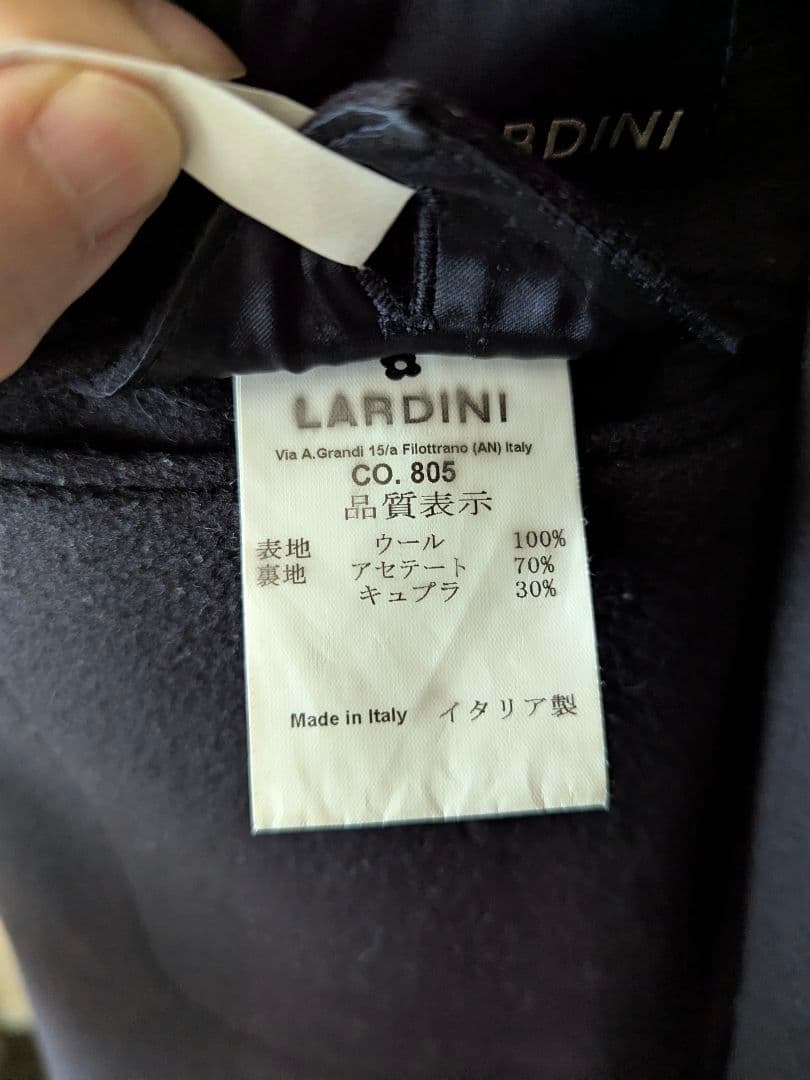 RDINI
LARDINI
Via A.Grandi 15/a Filottrano (AN) Italy
CO. 805
品質表示
表地 ウール 100%
裏地 アセテート 70%
キュプラ 30%
Made in Italy イタリア製